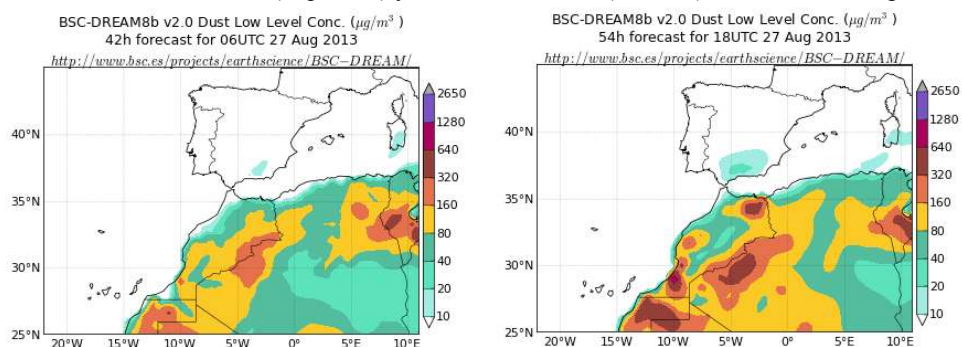 BSC-DREAM8b v2.0 Dust Low Level Conc. (μg/m³ )
42h forecast for 06UTC 27 Aug 2013
http://www.bsc.es/projects/earthscience/BSC−DREAM/
2650
1280
640
320
160
80
40
20
10
40°N
35°N
30°N
25°N
20°W
15°W
10°W
5°W
0°
5°E
10°E
BSC-DREAM8b v2.0 Dust Low Level Conc. (μg/m³ )
54h forecast for 18UTC 27 Aug 2013
http://www.bsc.es/projects/earthscience/BSC−DREAM/
2650
1280
640
320
160
80
40
20
10
40°N
35°N
30°N
25°N
20°W
15°W
10°W
5°W
0°
5°E
10°E